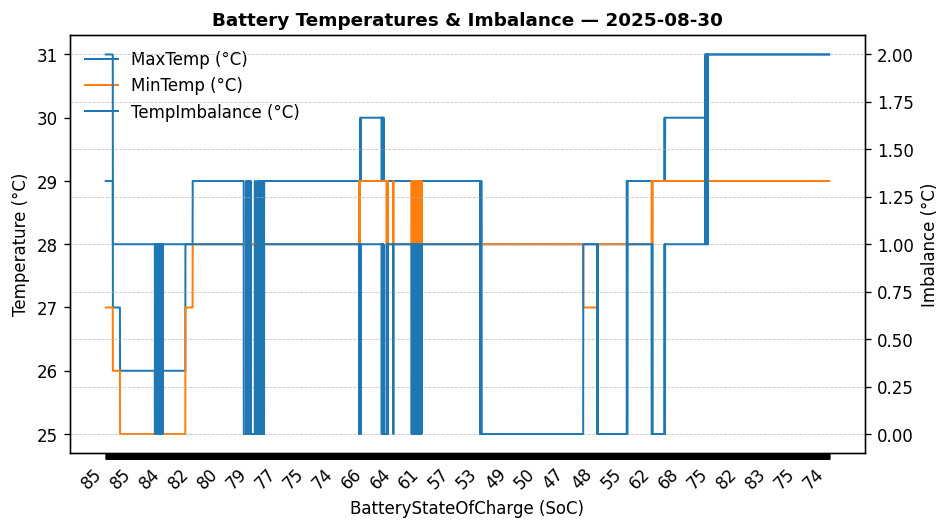 Battery Temperatures & Imbalance — 2025-08-30
MaxTemp (°C)
MinTemp (°C)
TempImbalance (°C)
Temperature (°C)
31
30
29
28
27
26
25
2.00
1.75
1.50
1.25
1.00
0.75
0.50
0.25
0.00
Imbalance (°C)
85 85 84 82 80 79 77 75 74 66 64 61 57 53 49 50 47 48 55 62 68 75 82 83 75 74
BatteryStateOfCharge (SoC)